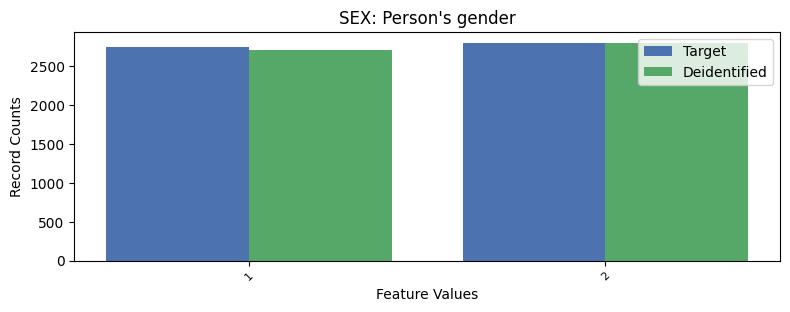 SEX: Person's gender
Target
Deidentified
2500
2000
1500
1000
500
0
Record Counts
1
2
Feature Values